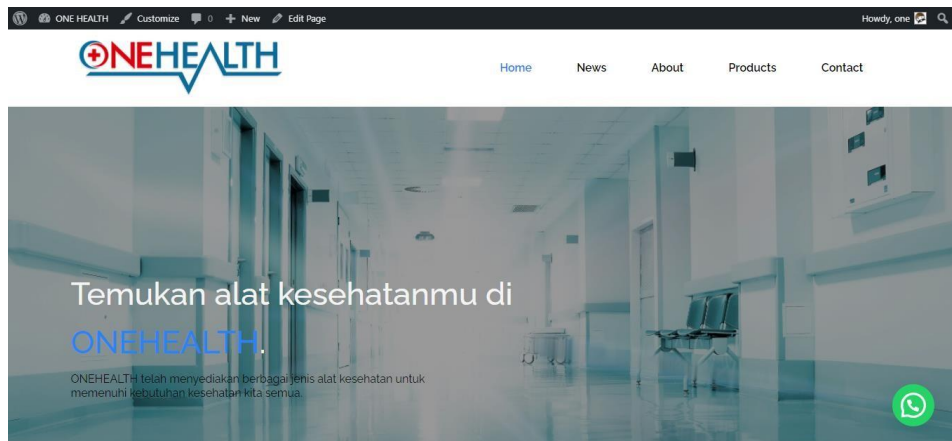 ONE HEALTH Customize 0 New Edit Page Howdy, one
ONEHEALTH
Home News About Products Contact
Temukan alat kesehatanmu di
ONEHEALTH.
ONEHEALTH telah menyediakan berbagai jenis alat kesehatan untuk
memenuhi kebutuhan kesehatan kita semua.